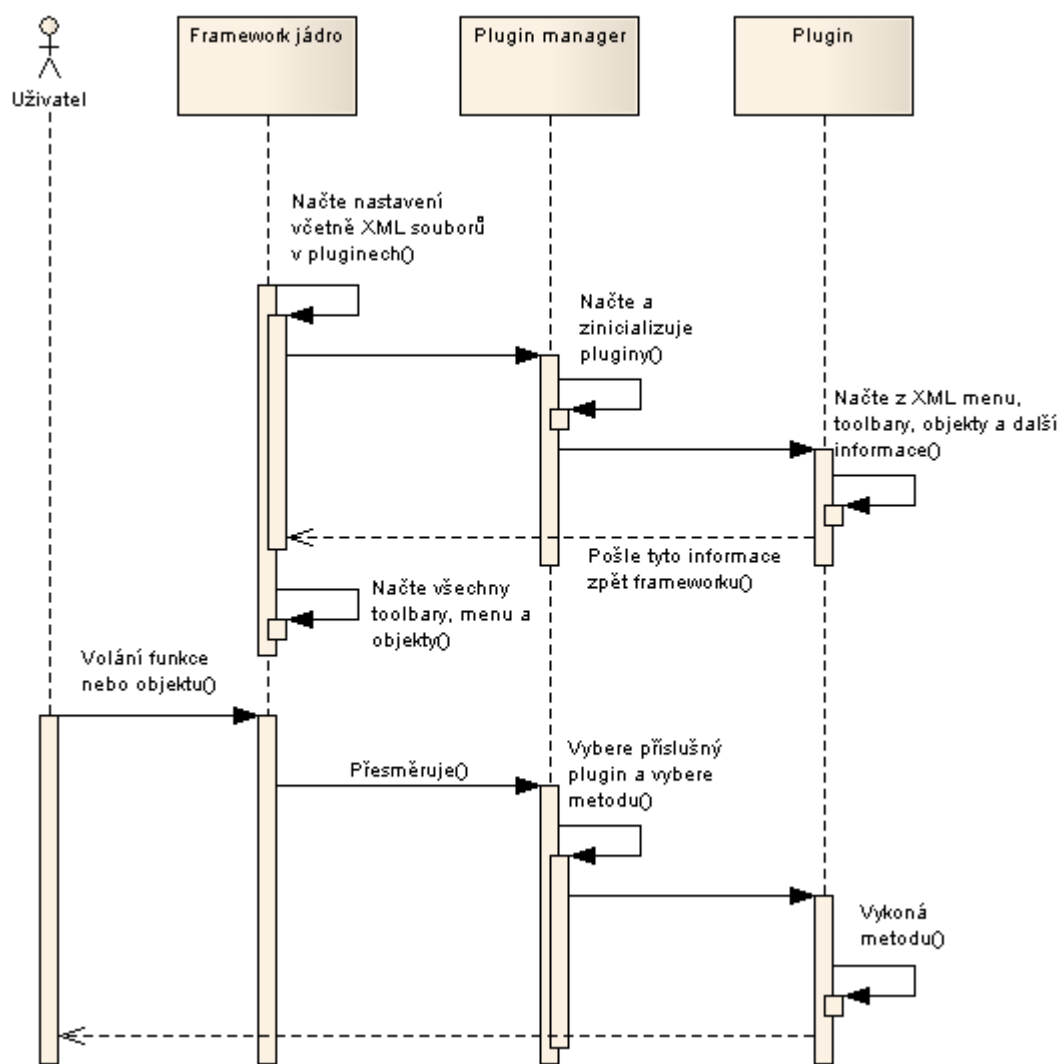 Uživatel
Framework jádro
Plugin manager
Plugin
Načte nastavení
včetně XML souborů
v pluginech()
Načte a
zinicializuje
pluginy()
Načte z XML menu,
toolbary, objekty a další
informace()
Pošle tyto informace
zpět frameworku()
Načte všechny
toolbary, menu a
objekty()
Volání funkce
nebo objektu()
Přesměruje()
Vybere příslušný
plugin a vybere
metodu()
Vykoná
metodu()